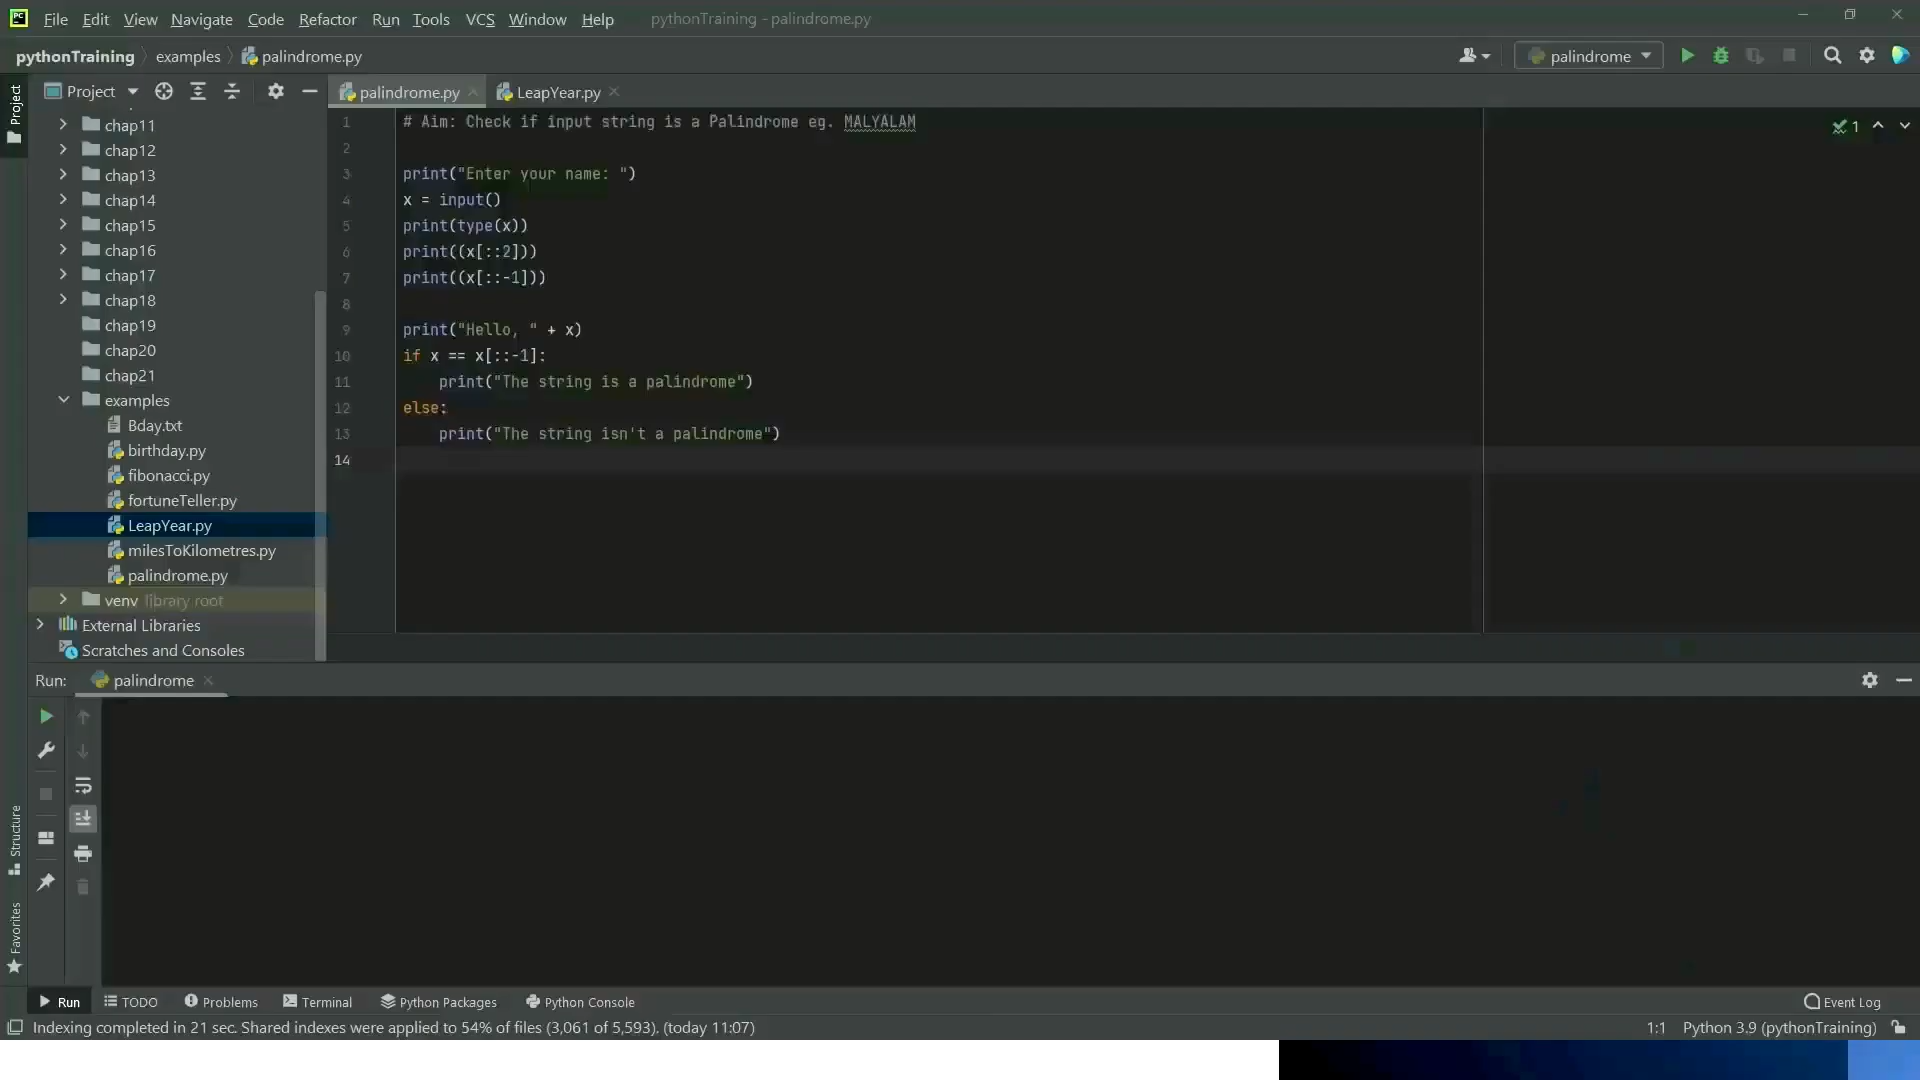 PC File Edit View Navigate Code Refactor Run Tools VCS Window Help pythonTraining - palindrome.py
pythonTraining examples palindrome.py palindrome
Project
Project palindrome.py LeapYear.py
chap11
chap12
chap13
chap14
chap15
chap16
chap17
chap18
chap19
chap20
chap21
examples
Bday.txt
birthday.py
fibonacci.py
fortuneTeller.py
LeapYear.py
milesToKilometres.py
palindrome.py
venv library root
External Libraries
Scratches and Consoles
1 # Aim: Check if input string is a Palindrome eg. MALYALAM
2
3 print("Enter your name: ")
4 x = input()
5 print(type(x))
6 print((x[::2]))
7 print((x[::-1]))
8
9 print("Hello, " + x)
10 if x == x[::-1]:
11 print("The string is a palindrome")
12 else:
13 print("The string isn't a palindrome")
14
1
Run: palindrome
Structure
Favorites
Run TODO Problems Terminal Python Packages Python Console Event Log
Indexing completed in 21 sec. Shared indexes were applied to 54% of files (3,061 of 5,593). (today 11:07) 1:1 Python 3.9 (pythonTraining)